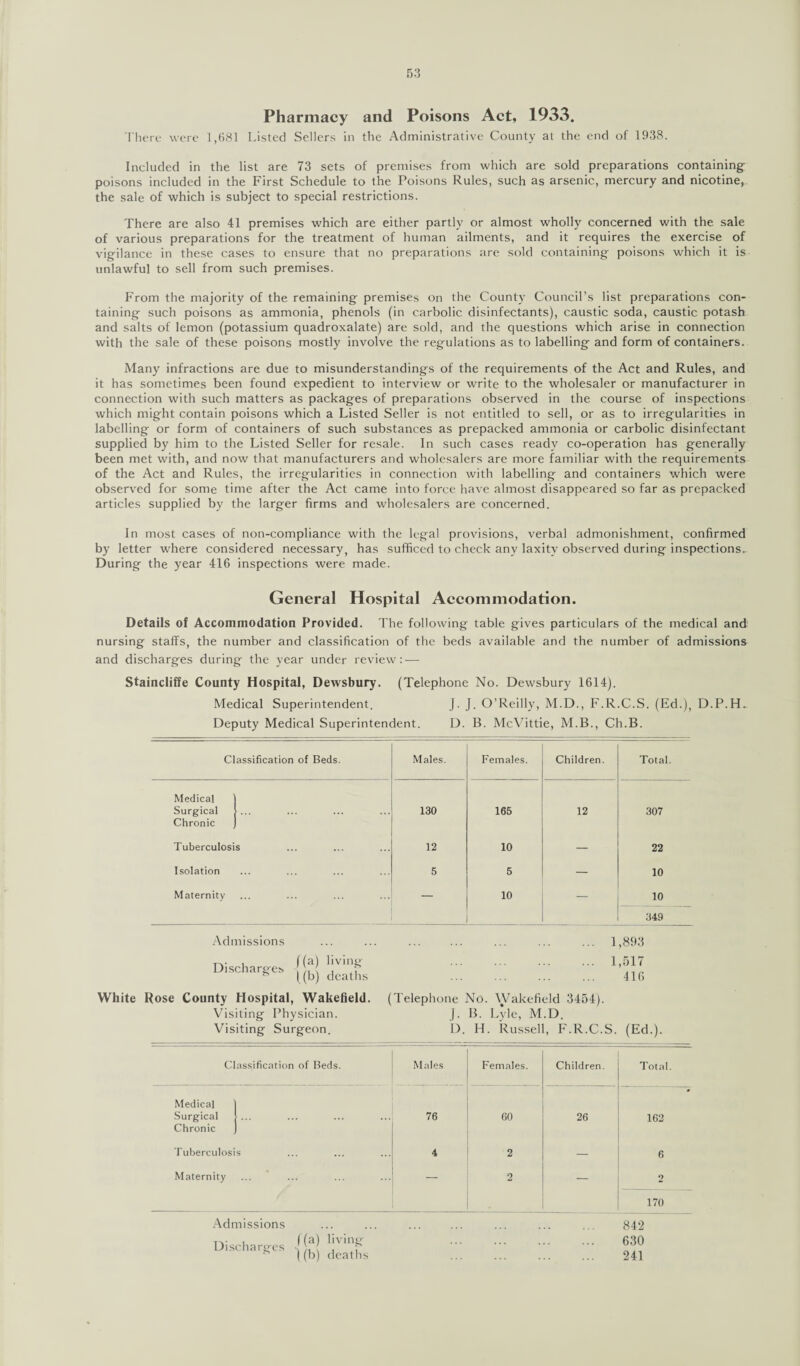 53
Pharmacy and Poisons Act, 1933.
There were 1,681 Listed Sellers in the Administrative County at the end of 1938.
Included in the list are 73 sets of premises from which are sold preparations containing
poisons included in the First Schedule to the Poisons Rules, such as arsenic, mercury and nicotine,
the sale of which is subject to special restrictions.
There are also 41 premises which are either partly or almost wholly concerned with the sale
of various preparations for the treatment of human ailments, and it requires the exercise of
vigilance in these cases to ensure that no preparations are sold containing poisons which it is
unlawful to sell from such premises.
From the majority of the remaining premises on the County Council's list preparations con-
taining such poisons as ammonia, phenols (in carbolic disinfectants), caustic soda, caustic potash
and salts of lemon (potassium quadroxalate) are sold, and the questions which arise in connection
with the sale of these poisons mostly involve the regulations as to labelling and form of containers.
Many infractions are due to misunderstandings of the requirements of the Act and Rules, and
it has sometimes been found expedient to interview or write to the wholesaler or manufacturer in
connection with such matters as packages of preparations observed in the course of inspections
which might contain poisons which a Listed Seller is not entitled to sell, or as to irregularities in
labelling or form of containers of such substances as prepacked ammonia or carbolic disinfectant
supplied by him to the Listed Seller for resale. In such cases ready co-operation has generally
been met with, and now that manufacturers and wholesalers are more familiar with the requirements
of the Act and Rules, the irregularities in connection with labelling and containers which were
observed for some time after the Act came into force have almost disappeared so far as prepacked
articles supplied by the larger firms and wholesalers are concerned.
In most cases of non-compliance with the legal provisions, verbal admonishment, confirmed
by letter where considered necessary, has sufficed to check any laxity observed during inspections.
During the year 416 inspections were made.
General Hospital Accommodation.
Details of Accommodation Provided. The following table gives particulars of the medical and
nursing staffs, the number and classification of the beds available and the number of admissions
and discharges during the year under review:—
Staincliffe County Hospital, Dewsbury. (Telephone No. Dewsbury 1614).
Medical Superintendent. J. J. O'Reilly, M.D., F.R.C.S. (Ed.), D.P.H.
Deputy Medical Superintendent. D. B. McVittie, M.B., Ch.B.
Classification of Beds. Males. Females. Children. Total.
Medical }
Surgical } ... ... ... ... 130 165 12 307
Chronic }
Tuberculosis ... ... ... 12 10 — 22
Isolation ... ... ... ... 5 5 — 10
Maternity ... ... ... ... — 10 — 10
349
Admissions ... ... ... ... ... ... ... 1,893
Discharges { (a) living ... ... ... ... 1,517
{ (b) deaths ... ... ... ... 416
White Rose County Hospital, Wakefield. (Telephone No. Wakefield 3454).
Visiting Physician. J. B. Lyle, M.D.
Visiting Surgeon. D. H. Russell, F.R.C.S. (Ed.).
Classification of Beds. Males Females. Children. Total.
Medical }
Surgical } ... ... ... ... 76 60 26 162
Chronic }
Tuberculosis ... ... ... 4 2 — 6
Maternity ... ... ... ... — 2 — 2
170
Admissions ... ... ... ... ... ... ... 842
Discharges { (a) living ... ... ... ... 630
{ (b) deaths ... ... ... ... 241